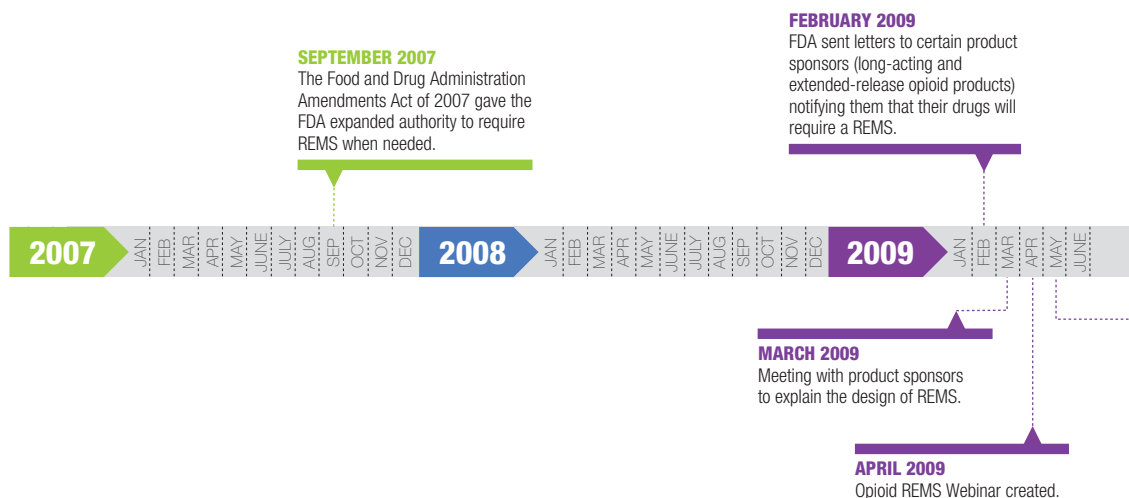 FEBRUARY 2009
FDA sent letters to certain product
sponsors (long-acting and
extended-release opioid products)
notifying them that their drugs will
require a REMS.
SEPTEMBER 2007
The Food and Drug Administration
Amendments Act of 2007 gave the
FDA expanded authority to require
REMS when needed.
2007 JAN FEB MAR APR MAY JUNE JULY AUG SEP OCT NOV DEC 2008 JAN FEB MAR APR MAY JUNE JULY AUG SEP OCT NOV DEC 2009 JAN FEB MAR APR MAY JUNE
MARCH 2009
Meeting with product sponsors
to explain the design of REMS.
APRIL 2009
Opioid REMS Webinar created.